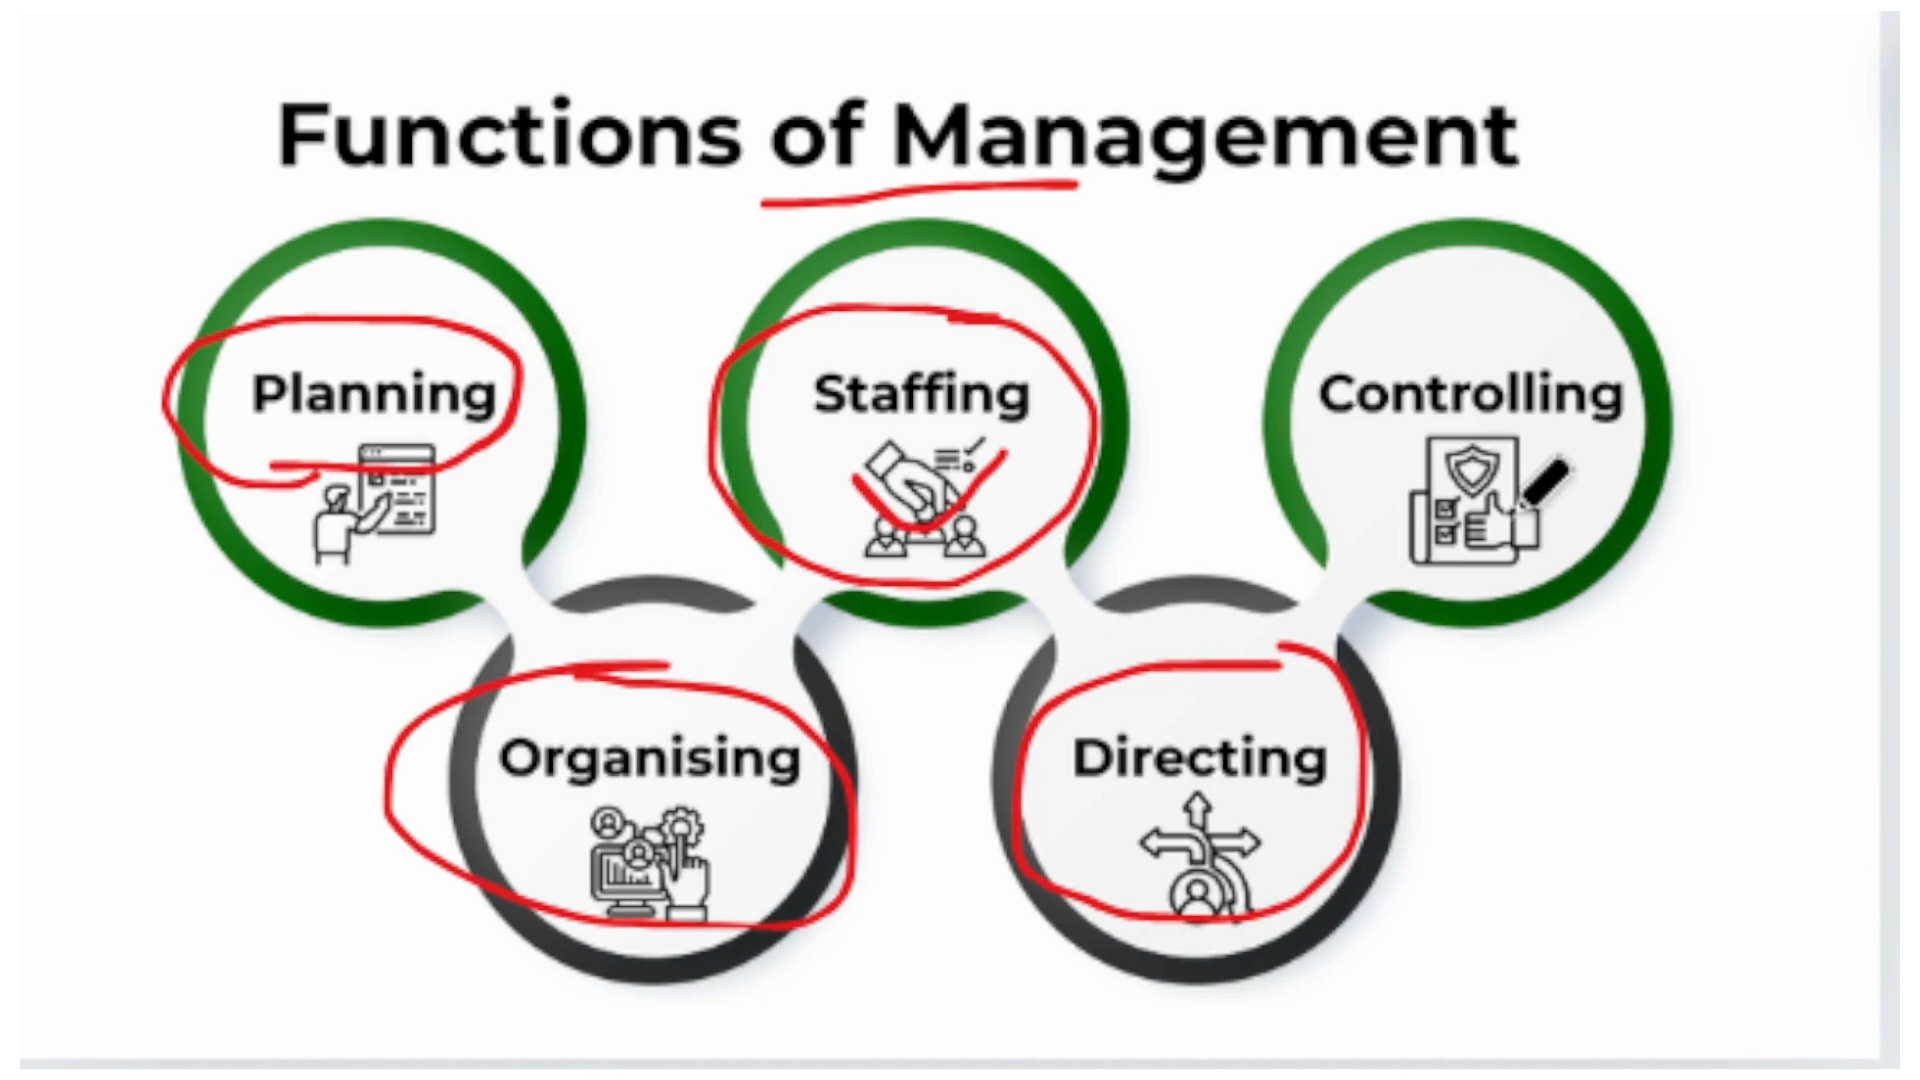 Functions of Management
Planning
Staffing
Controlling
Organising
Directing